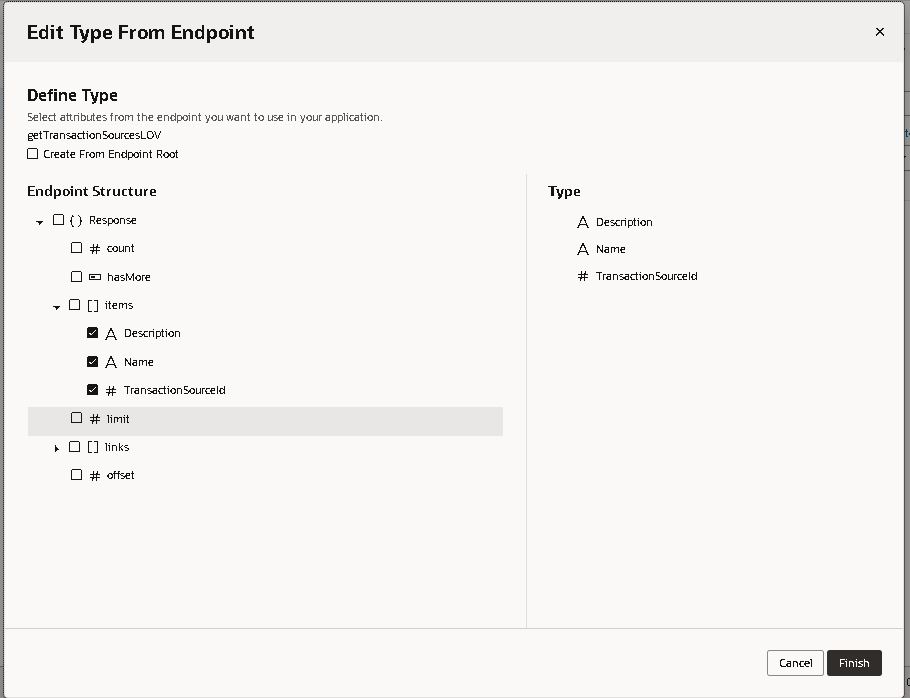 Edit Type From Endpoint
Define Type
Select attributes from the endpoint you want to use in your application.
getTransactionSourcesLOV
Create From Endpoint Root
Endpoint Structure
{ } Response
# count
hasMore
[ ] items
A Description
A Name
# TransactionSourceId
# limit
[ ] links
# offset
Type
A Description
A Name
# TransactionSourceId
Cancel
Finish